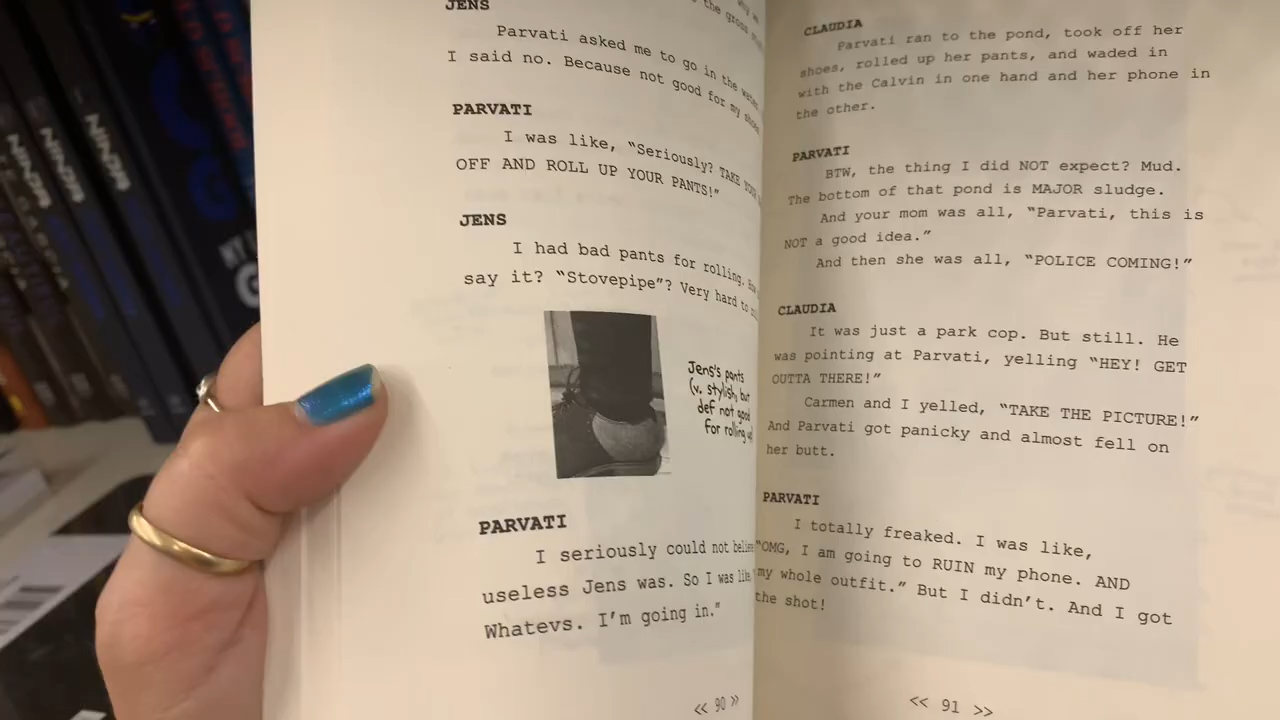 JENS
Parvati asked me to go in the water.
I said no. Because not good for my shoes
PARVATI
I was like, “Seriously? TAKE YOUR
OFF AND ROLL UP YOUR PANTS!”
JENS
I had bad pants for rolling.
say it? “Stovepipe”? Very hard to
Jens's pants
(v. stylish, but
def not good
for rolling
PARVATI
I seriously could not believe
useless Jens was. So I was like,
Whatevs. I’m going in.”
<< 90 >>
CLAUDIA
Parvati ran to the pond, took off her
shoes, rolled up her pants, and waded in
with the Calvin in one hand and her phone in
the other.
PARVATI
BTW, the thing I did NOT expect? Mud.
The bottom of that pond is MAJOR sludge.
And your mom was all, “Parvati, this is
NOT a good idea.”
And then she was all, “POLICE COMING!”
CLAUDIA
It was just a park cop. But still. He
was pointing at Parvati, yelling “HEY! GET
OUTTA THERE!”
Carmen and I yelled, “TAKE THE PICTURE!”
And Parvati got panicky and almost fell on
her butt.
PARVATI
I totally freaked. I was like,
“OMG, I am going to RUIN my phone. AND
my whole outfit.” But I didn’t. And I got
the shot!
<< 91 >>
NINJA
NINJA
NINJA